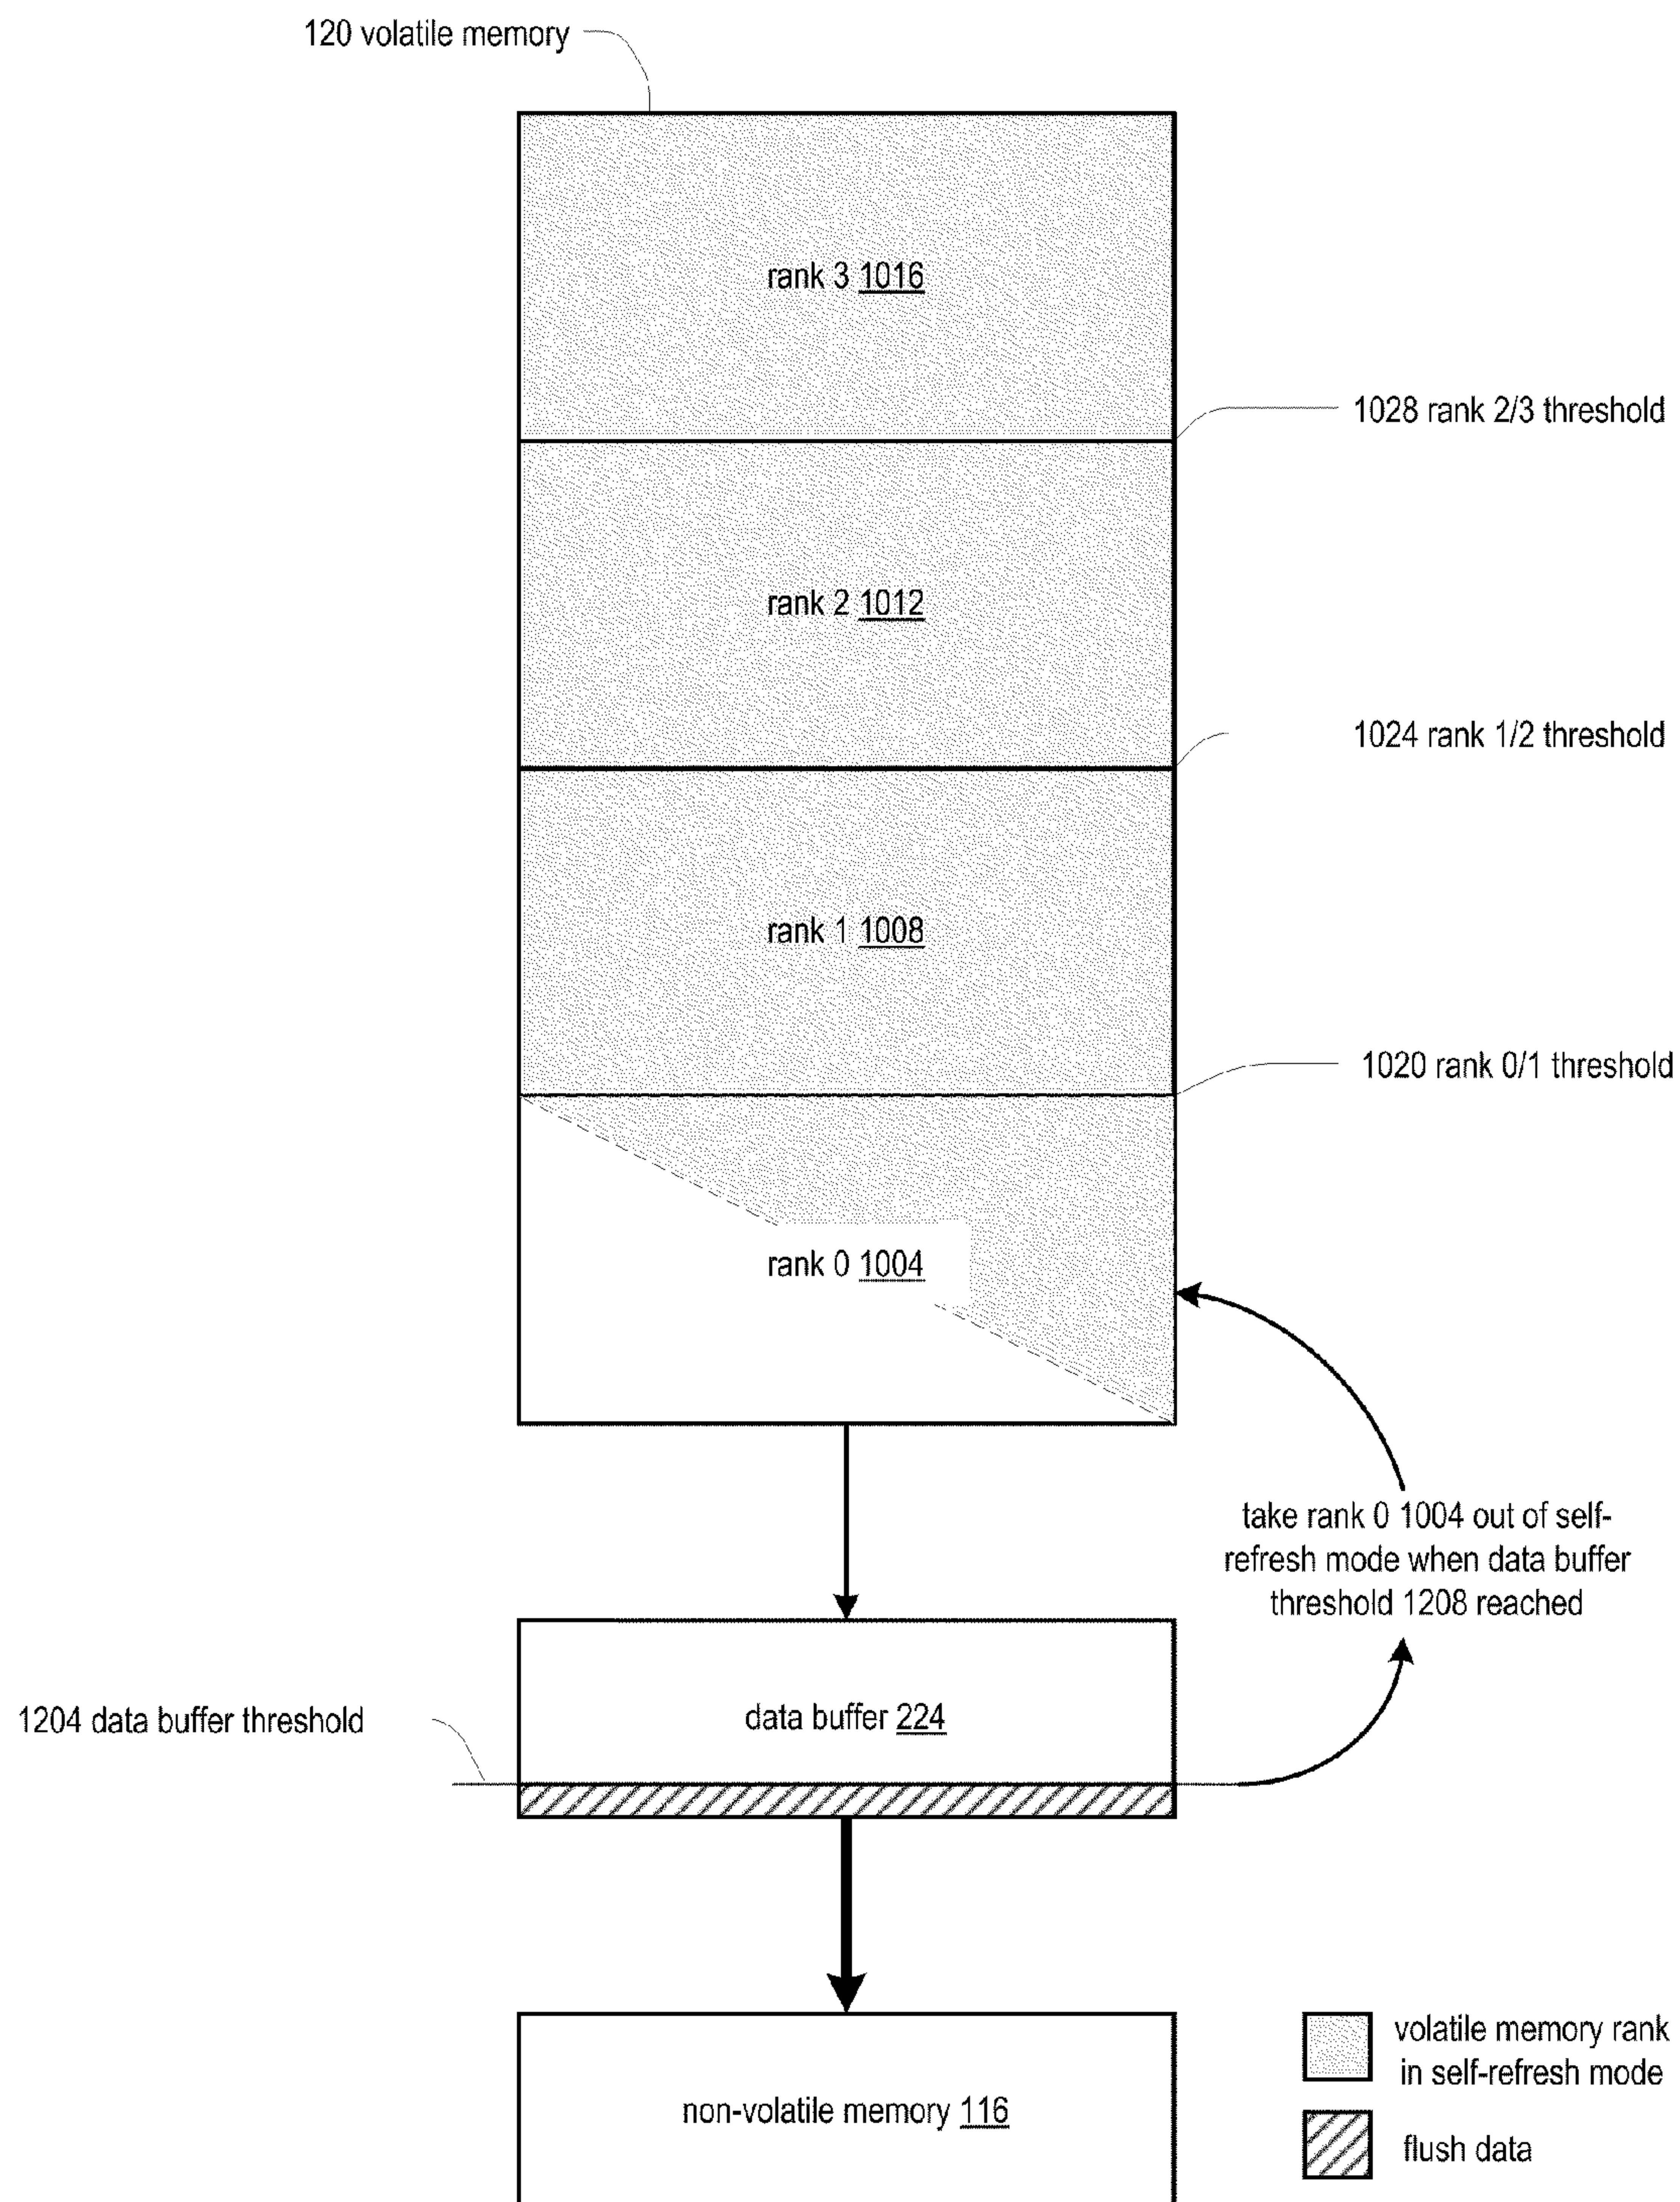 120 volatile memory
rank 3 1016
1028 rank 2/3 threshold
rank 2 1012
1024 rank 1/2 threshold
rank 1 1008
1020 rank 0/1 threshold
rank 0 1004
take rank 0 1004 out of self-
refresh mode when data buffer
threshold 1208 reached
1204 data buffer threshold
data buffer 224
volatile memory rank
in self-refresh mode
non-volatile memory 116
flush data